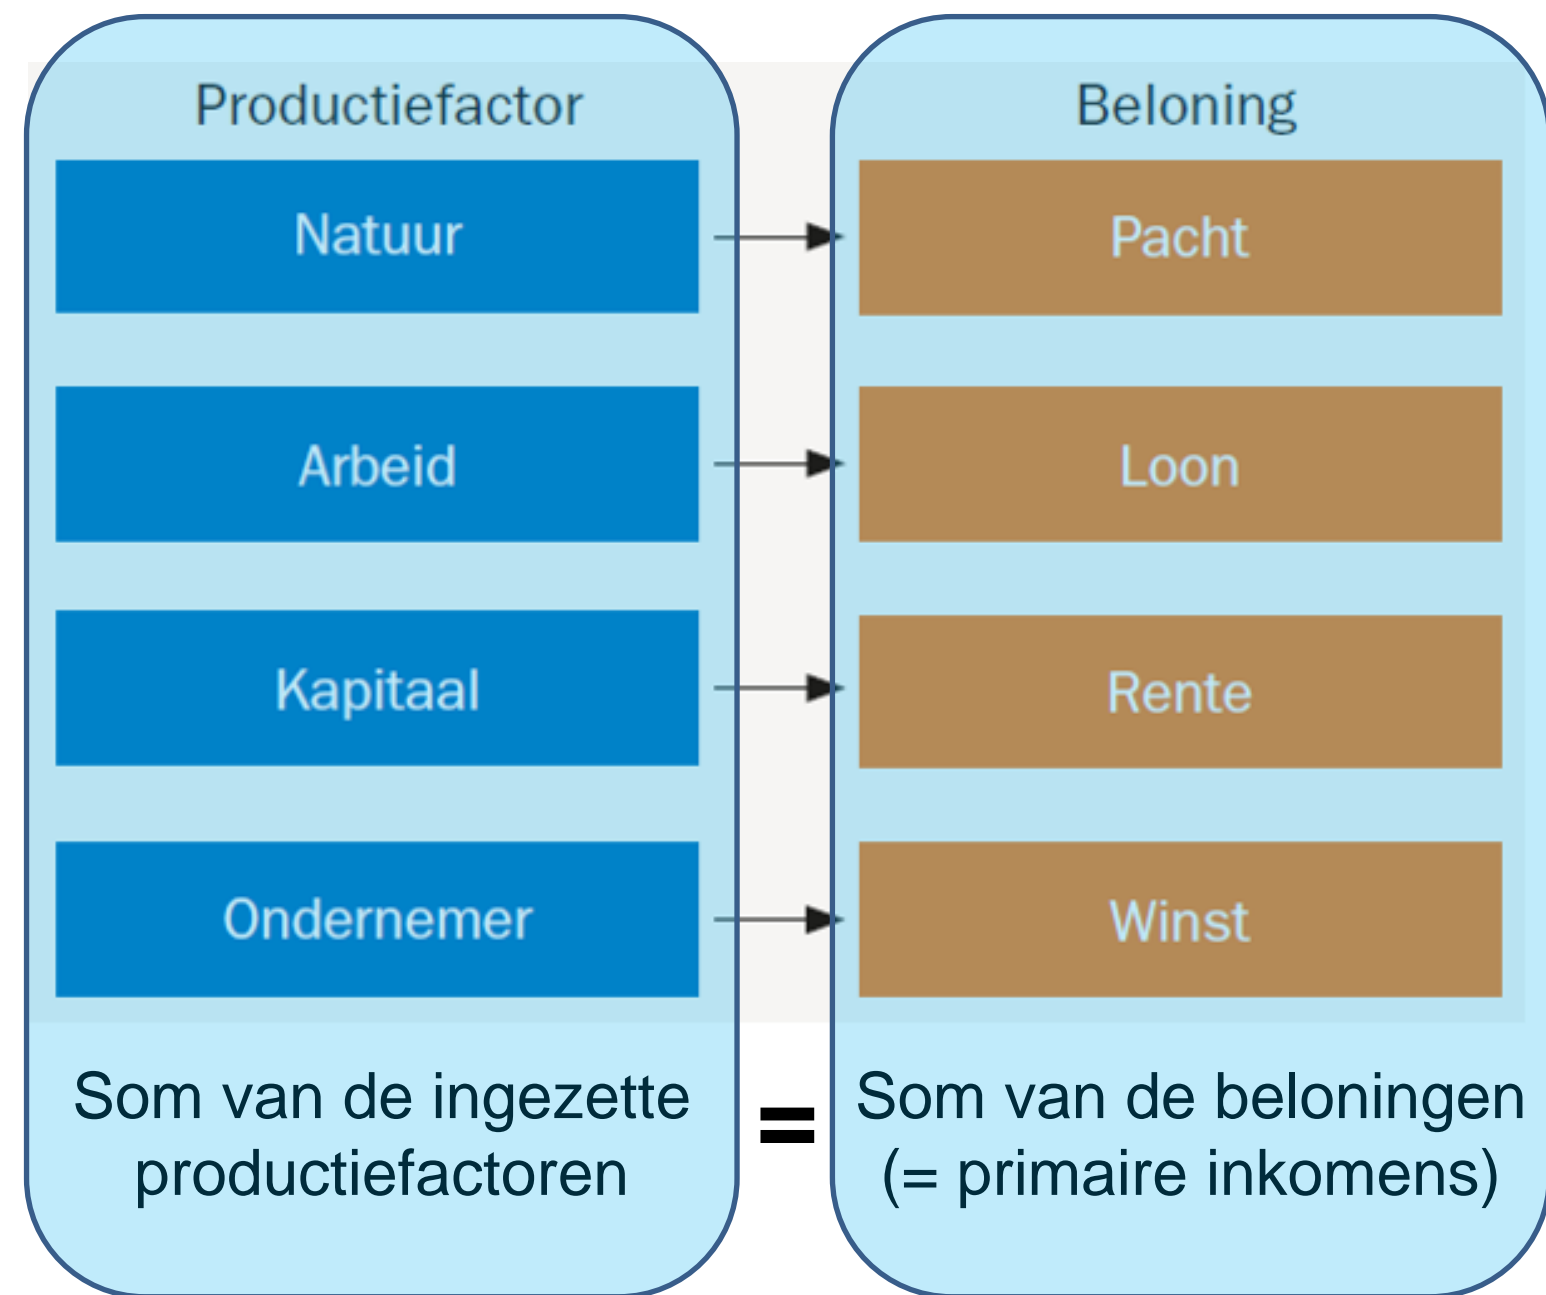 Productiefactor
Beloning
Natuur
Pacht
Arbeid
Loon
Kapitaal
Rente
Ondernemer
Winst
Som van de ingezette
productiefactoren
=
Som van de beloningen
(= primaire inkomens)